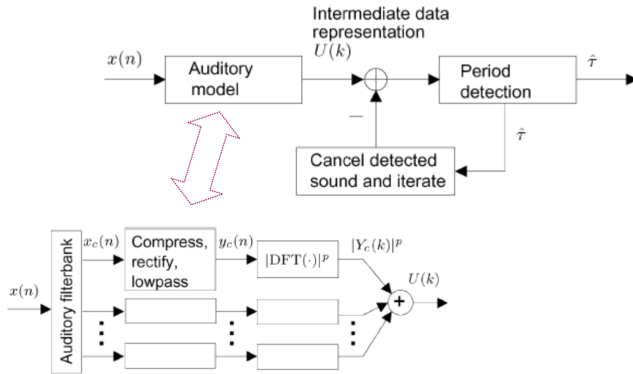 Intermediate data
representation
x(n)
U(k)
τ̂
Auditory
model
Period
detection
−
τ̂
Cancel detected
sound and iterate
x_c(n)
y_c(n)
|Y_c(k)|^p
Compress,
rectify,
lowpass
|DFT(·)|^p
U(k)
x(n)
Auditory filterbank
+